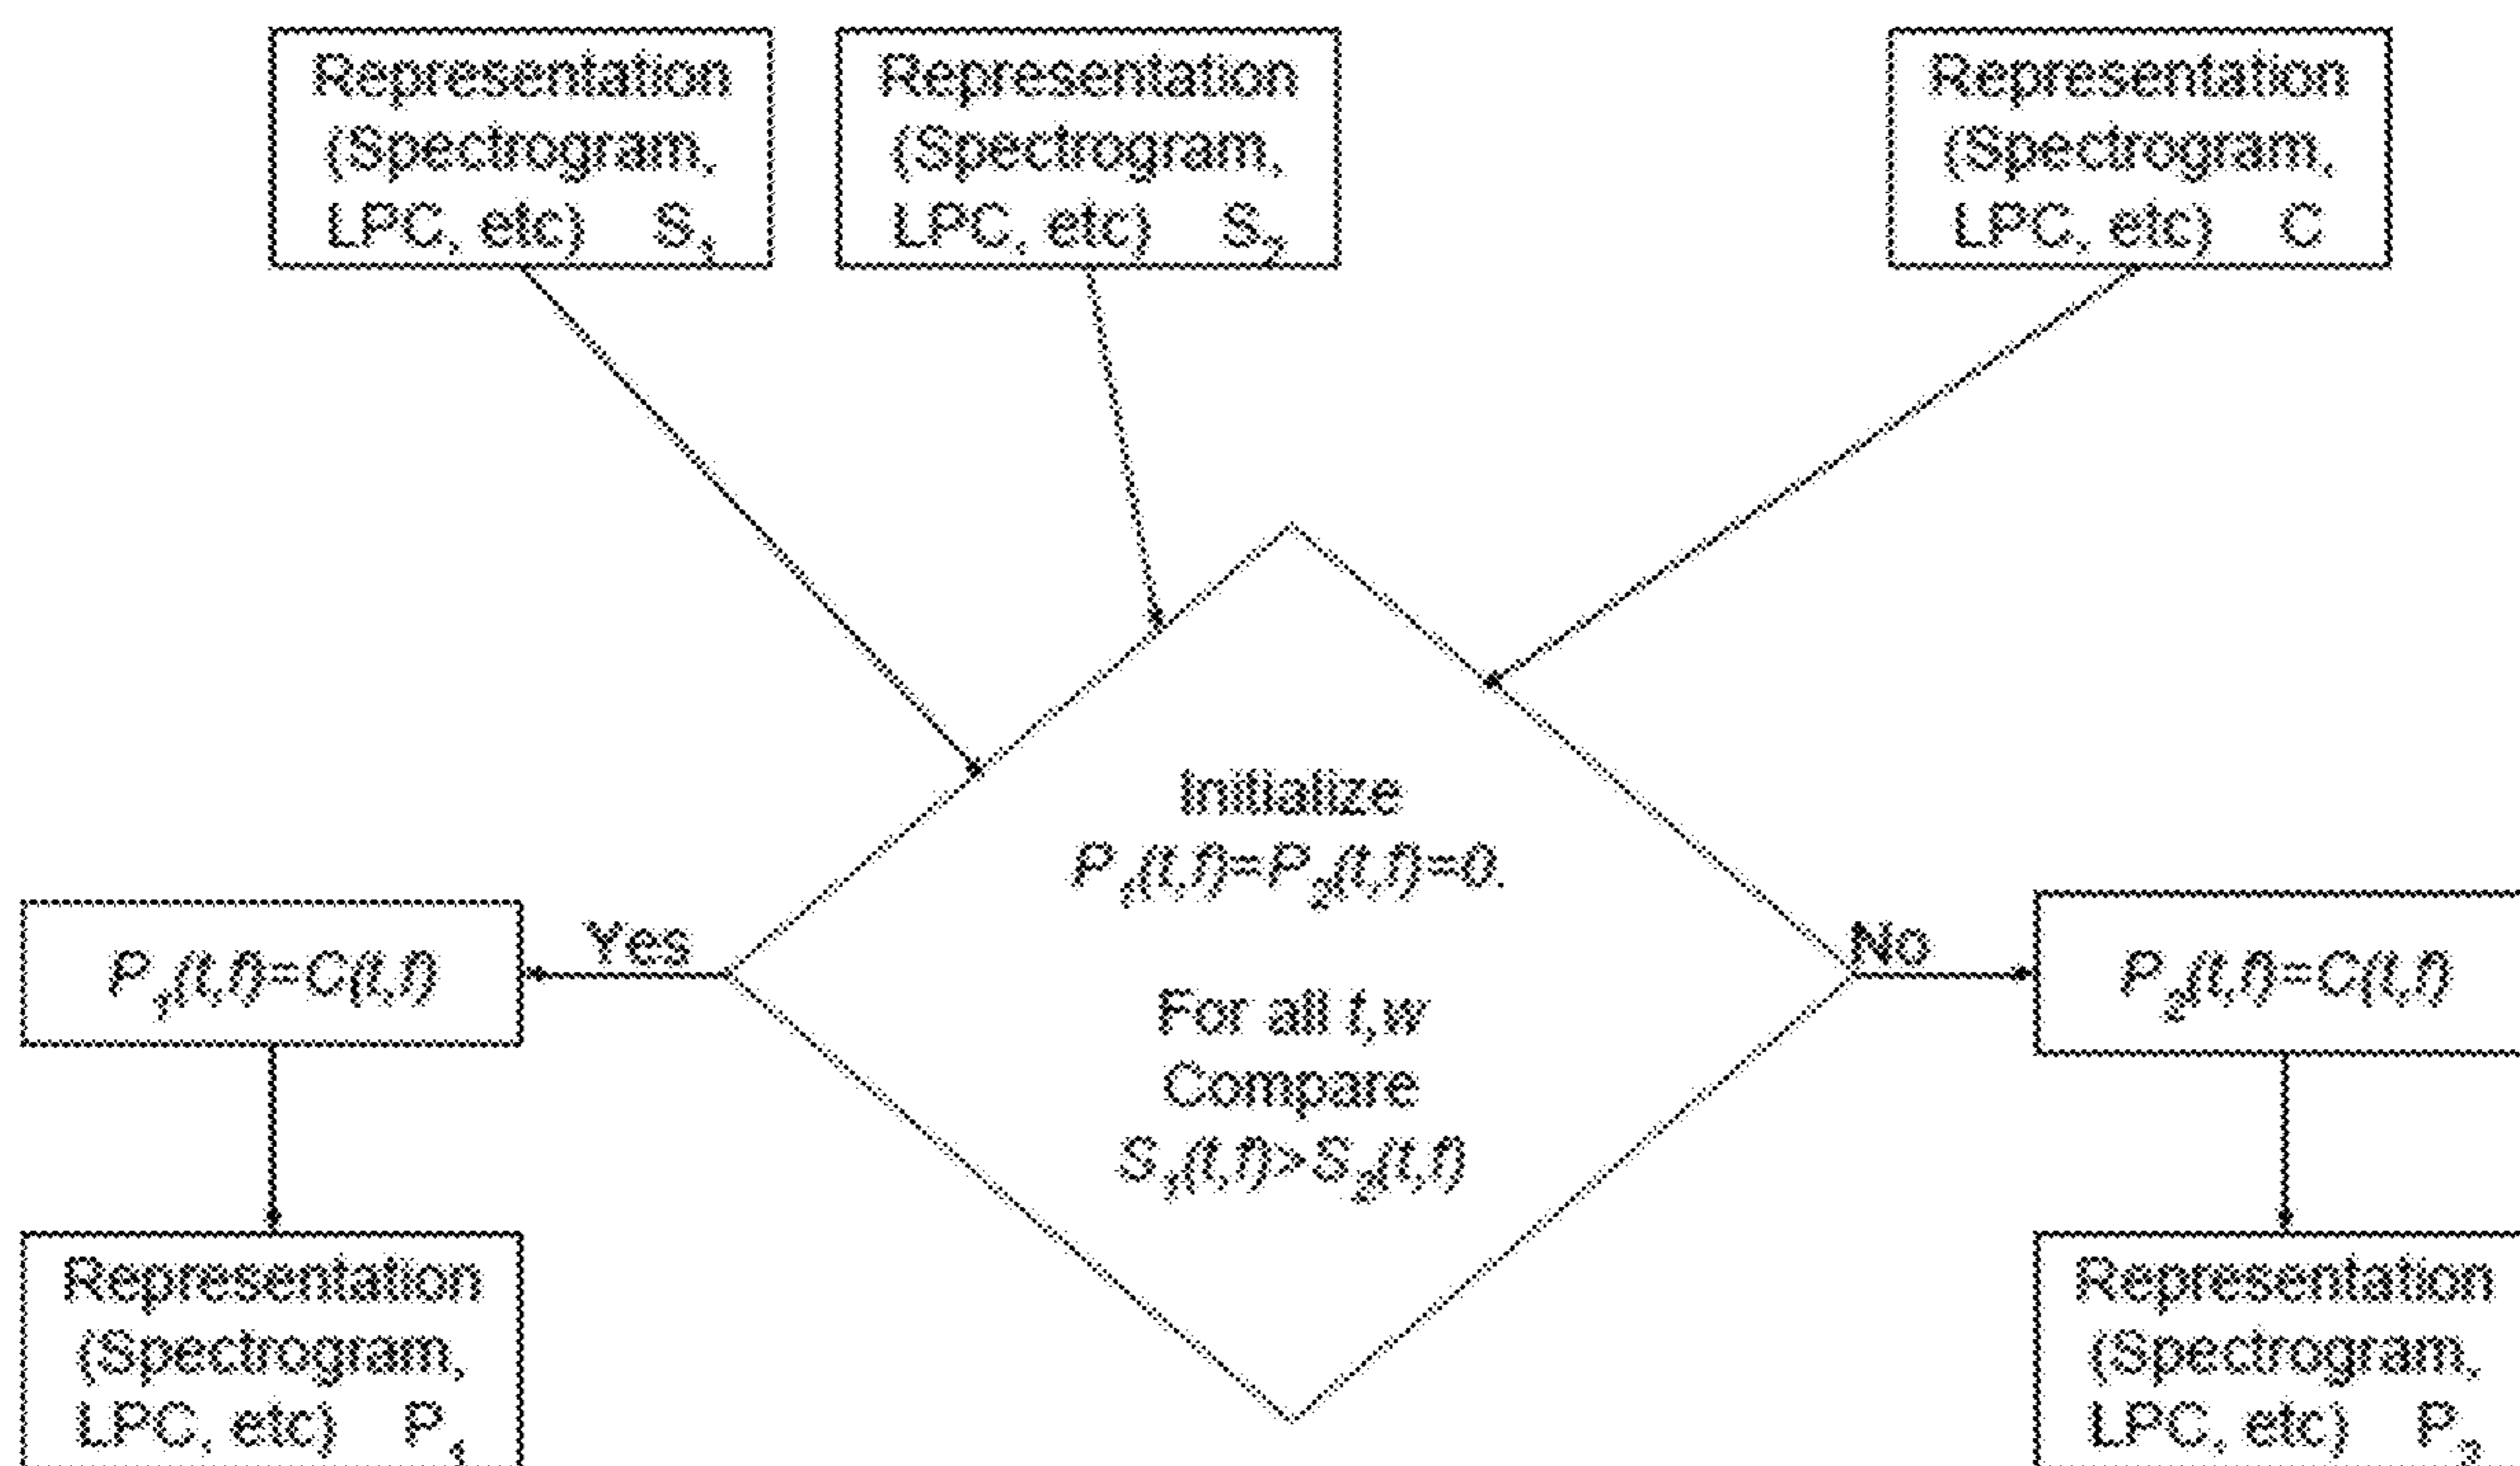 Representation
(Spectrogram,
LPC, etc) S₁
Representation
(Spectrogram,
LPC, etc) S₂
Representation
(Spectrogram,
LPC, etc) C
Initialize
P₁(t,f)=P₂(t,f)=0.
For all t,w
Compare
S₁(t,f)>S₂(t,f)
Yes
No
P₁(t,f)=C(t,f)
P₂(t,f)=C(t,f)
Representation
(Spectrogram,
LPC, etc) P₁
Representation
(Spectrogram,
LPC, etc) P₂